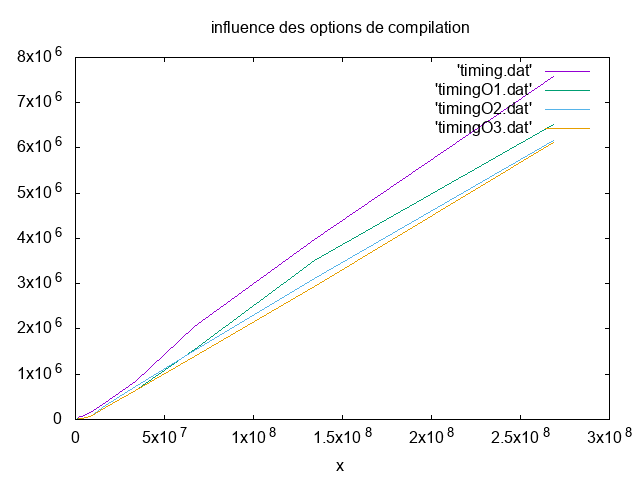 influence des options de compilation
8x10^6
7x10^6
6x10^6
5x10^6
4x10^6
3x10^6
2x10^6
1x10^6
0
'timing.dat'
'timingO1.dat'
'timingO2.dat'
'timingO3.dat'
0 5x10^7 1x10^8 1.5x10^8 2x10^8 2.5x10^8 3x10^8
x